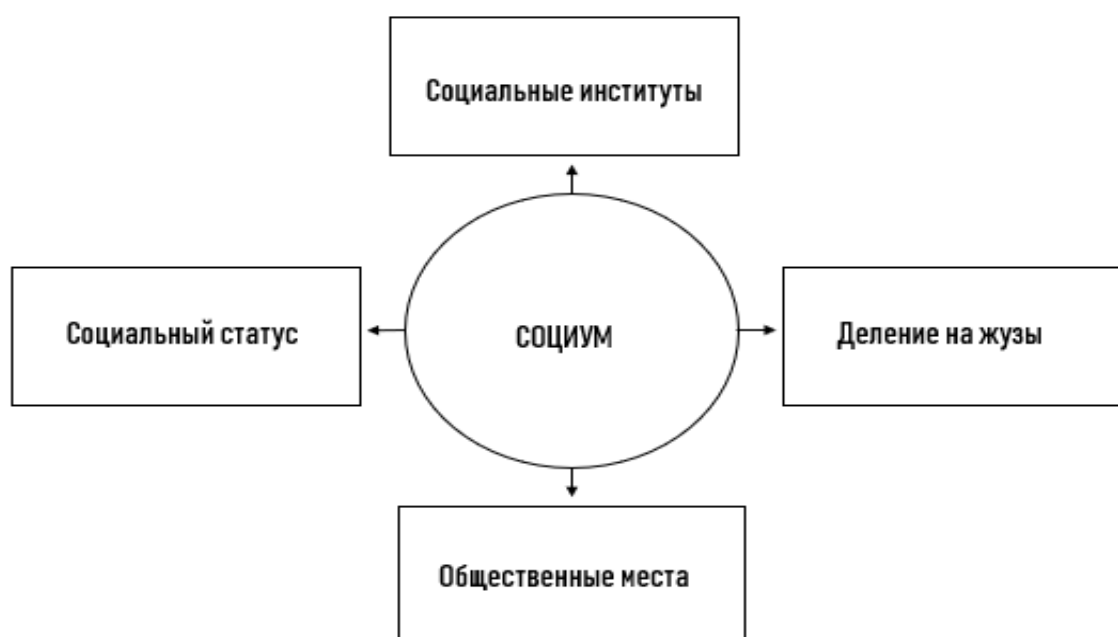 Социальные институты
Социальный статус
СОЦИУМ
Деление на жузы
Общественные места